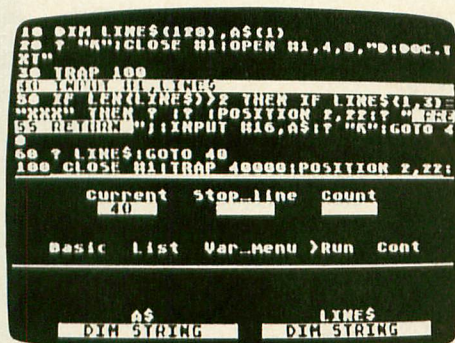 10 DIM LINE$(120),A$(1)
20 ? "K":CLOSE #1:OPEN #1,4,0,"D:DOC.T
XT"
30 TRAP 100
40 INPUT #1,LINE$
50 IF LEN(LINE$)>2 THEN IF LINE$(1,3)=
"XXX" THEN ? :? :POSITION 2,22:? " PRE
SS RETURN ";:INPUT #16,A$:? "K":GOTO 4
0
60 ? LINE$:GOTO 40
100 CLOSE #1:TRAP 40000:POSITION 2,22:
Current Stop_line Count
40
Basic List Var_menu >Run Cont
A$ LINE$
DIM STRING DIM STRING